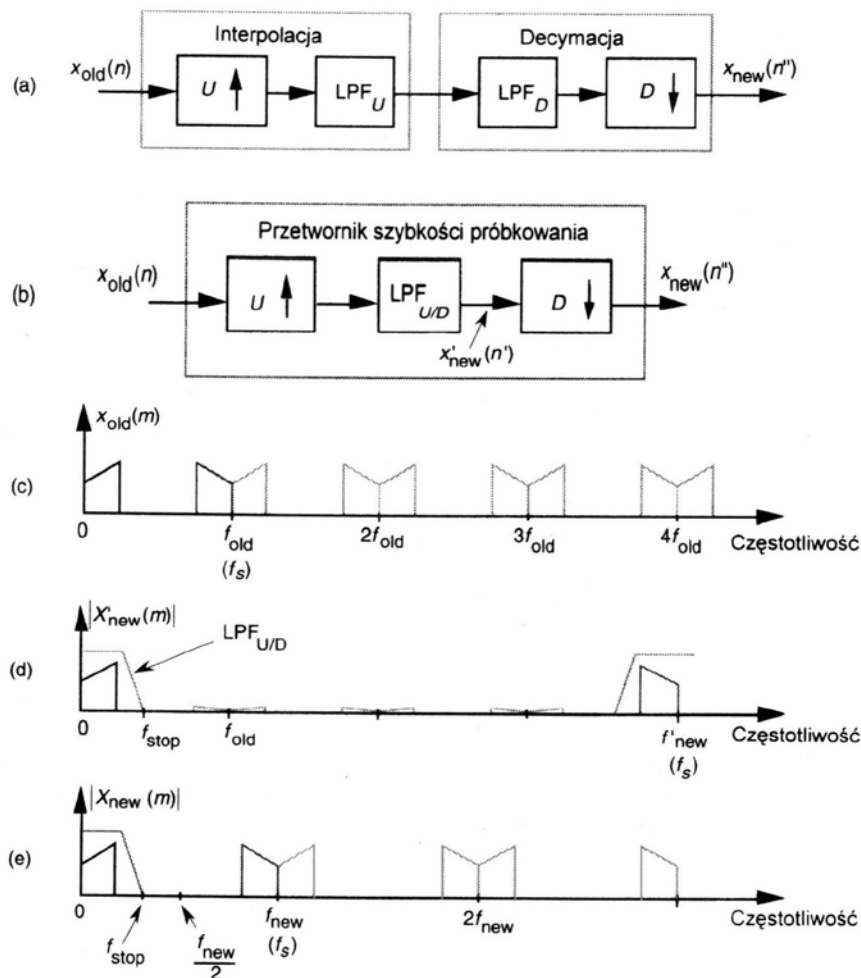 Interpolacja Decymacja
(a) x_old(n) U LPF_U LPF_D D x_new(n")
Przetwornik szybkości próbkowania
(b) x_old(n) U LPF_U/D D x_new(n")
x'_new(n')
(c) x_old(m)
0 f_old 2f_old 3f_old 4f_old Częstotliwość
(f_s)
(d) |X'_new(m)| LPF_U/D
0 f_stop f_old f'_new Częstotliwość
(f_s)
(e) |X_new(m)|
0 f_new 2f_new Częstotliwość
(f_s)
f_stop f_new/2